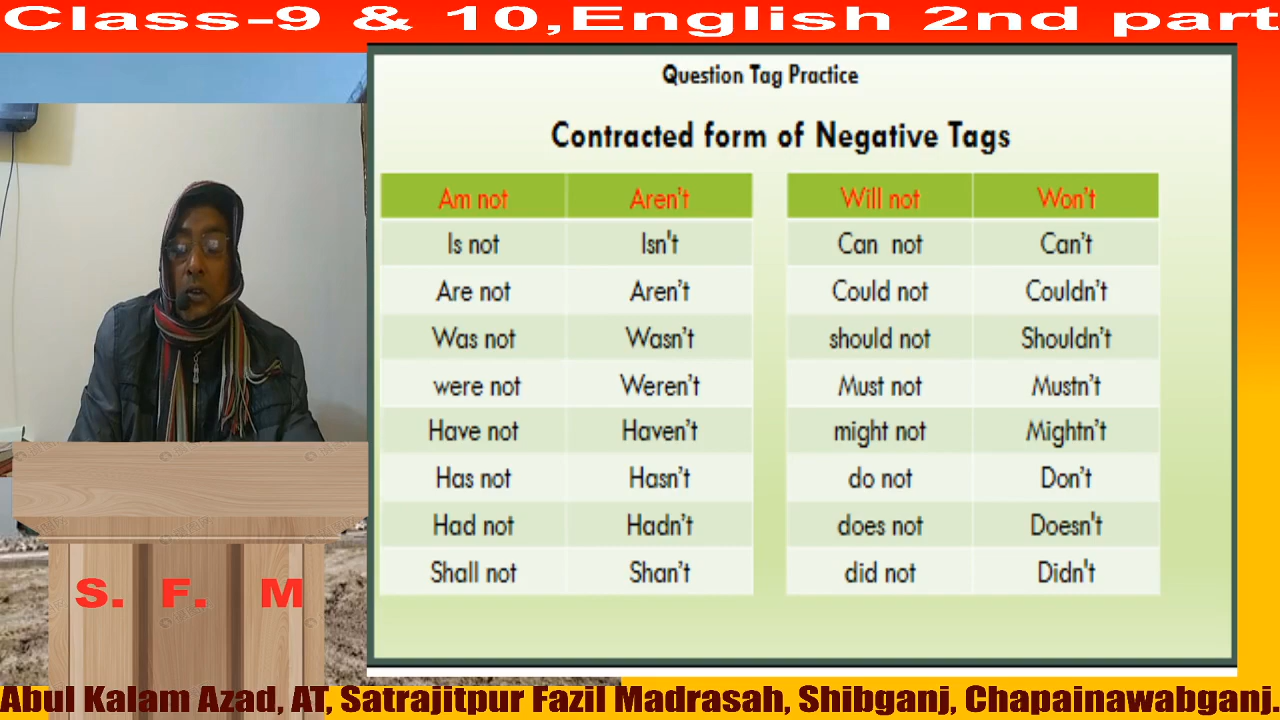 Class-9 & 10,English 2nd part
Question Tag Practice
Contracted form of Negative Tags
Am not Aren't Will not Won't
Is not Isn't Can not Can't
Are not Aren't Could not Couldn't
Was not Wasn't should not Shouldn't
were not Weren't Must not Mustn't
Have not Haven't might not Mightn't
Has not Hasn't do not Don't
Had not Hadn't does not Doesn't
Shall not Shan't did not Didn't
S. F. M
Abul Kalam Azad, AT, Satrajitpur Fazil Madrasah, Shibganj, Chapainawabganj.